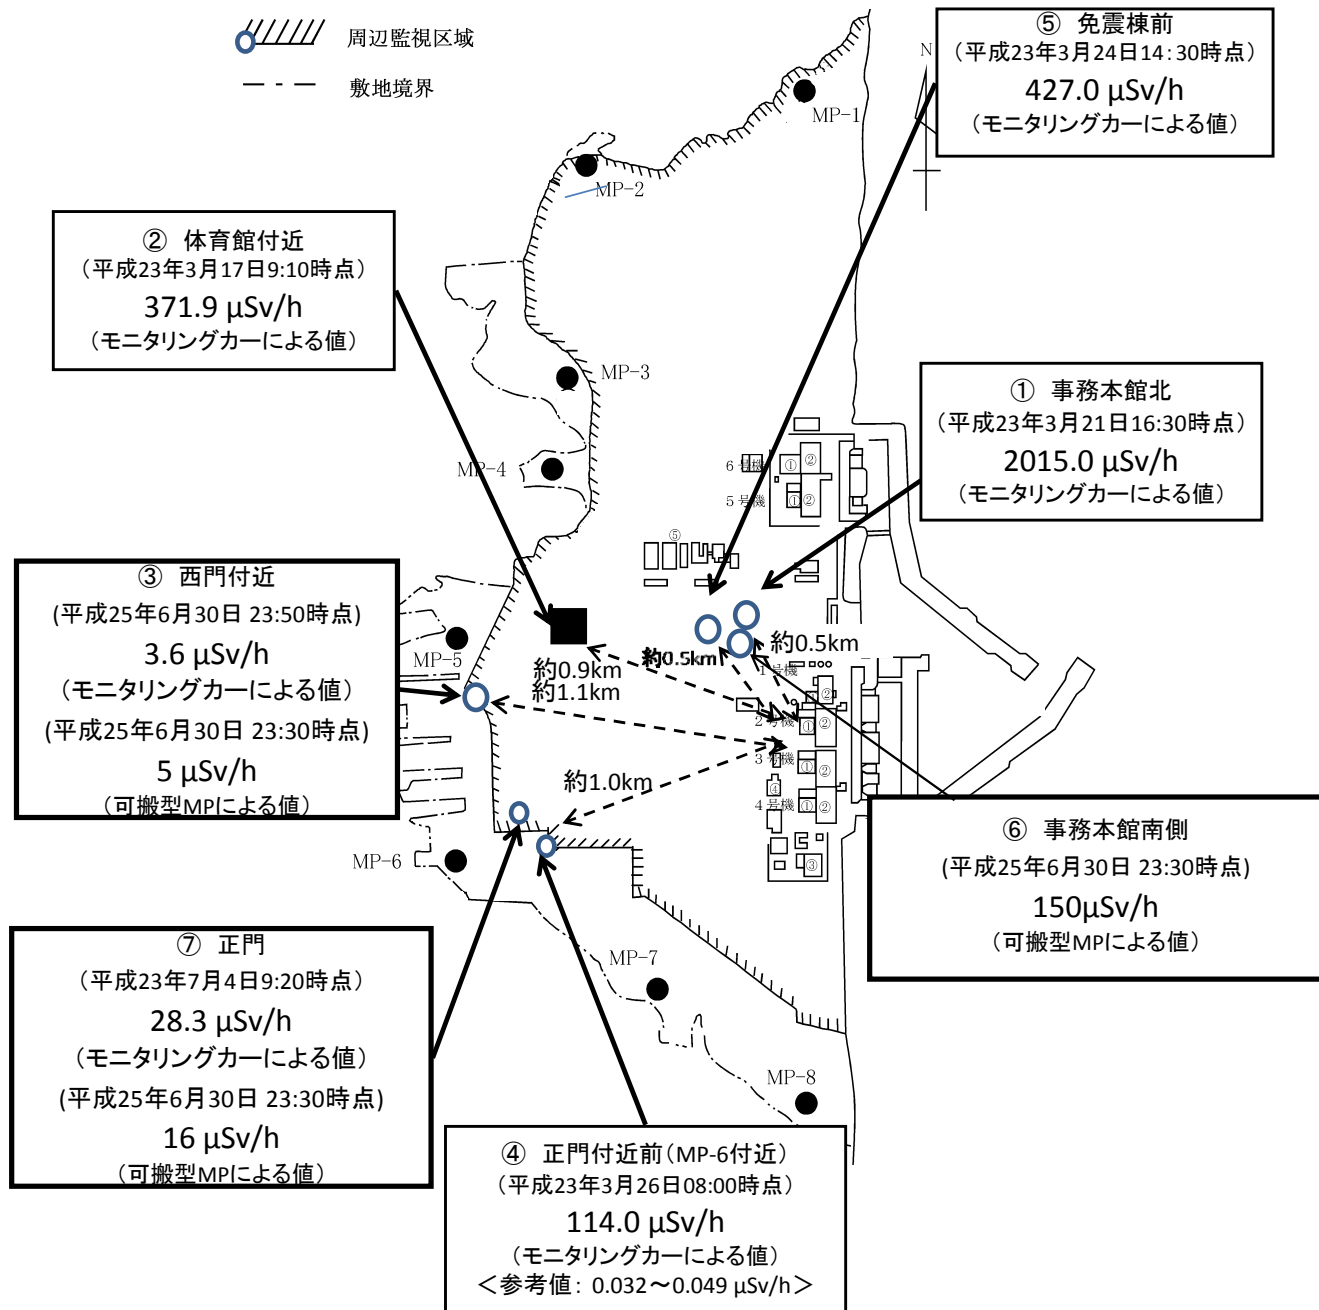 周辺監視区域
敷地境界
⑤ 免震棟前
(平成23年3月24日14:30時点)
427.0 μSv/h
(モニタリングカーによる値)
N
MP-1
MP-2
② 体育館付近
(平成23年3月17日9:10時点)
371.9 μSv/h
(モニタリングカーによる値)
MP-3
① 事務本館北
(平成23年3月21日16:30時点)
2015.0 μSv/h
(モニタリングカーによる値)
MP-4
6号機
① ②
5号機
① ②
⑤
③ 西門付近
(平成25年6月30日 23:50時点)
3.6 μSv/h
(モニタリングカーによる値)
(平成25年6月30日 23:30時点)
5 μSv/h
(可搬型MPによる値)
MP-5
約0.5km
約0.5km
約0.9km
約1.1km
1号機
②
2号機
① ②
3号機
① ②
約1.0km
④
4号機
① ②
③
MP-6
⑥ 事務本館南側
(平成25年6月30日 23:30時点)
150μSv/h
(可搬型MPによる値)
⑦ 正門
(平成23年7月4日9:20時点)
28.3 μSv/h
(モニタリングカーによる値)
(平成25年6月30日 23:30時点)
16 μSv/h
(可搬型MPによる値)
MP-7
MP-8
④ 正門付近前(MP-6付近)
(平成23年3月26日08:00時点)
114.0 μSv/h
(モニタリングカーによる値)
<参考値: 0.032~0.049 μSv/h>